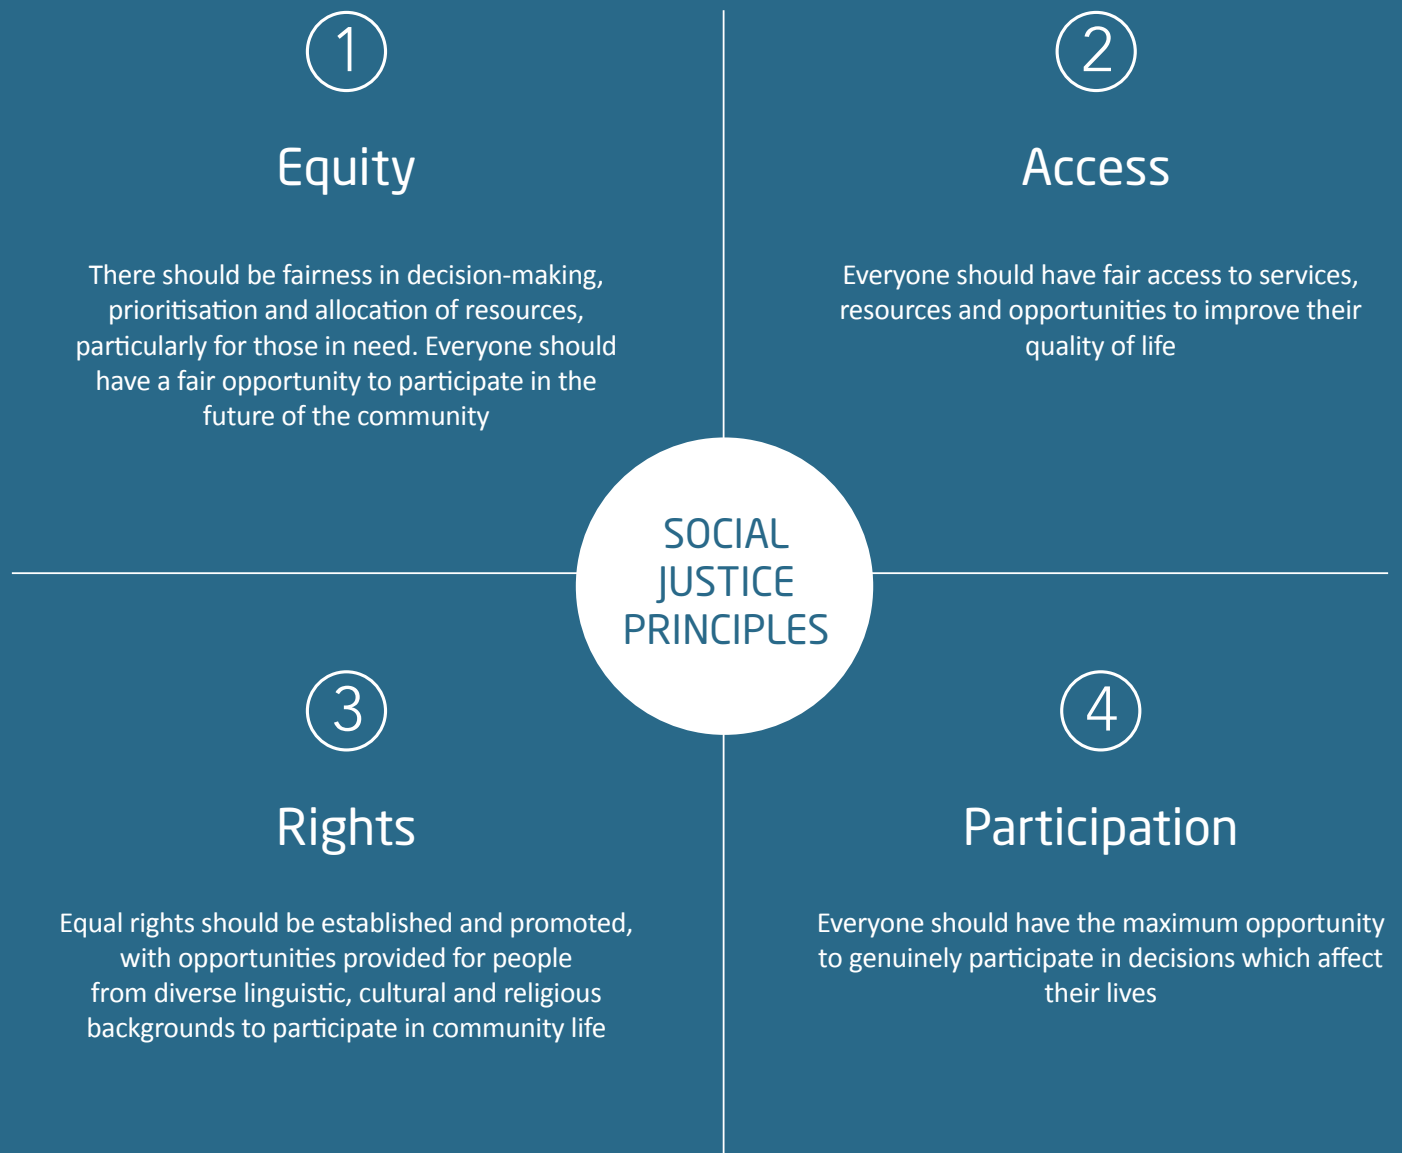 1
Equity
There should be fairness in decision-making,
prioritisation and allocation of resources,
particularly for those in need. Everyone should
have a fair opportunity to participate in the
future of the community
2
Access
Everyone should have fair access to services,
resources and opportunities to improve their
quality of life
SOCIAL
JUSTICE
PRINCIPLES
3
Rights
Equal rights should be established and promoted,
with opportunities provided for people
from diverse linguistic, cultural and religious
backgrounds to participate in community life
4
Participation
Everyone should have the maximum opportunity
to genuinely participate in decisions which affect
their lives